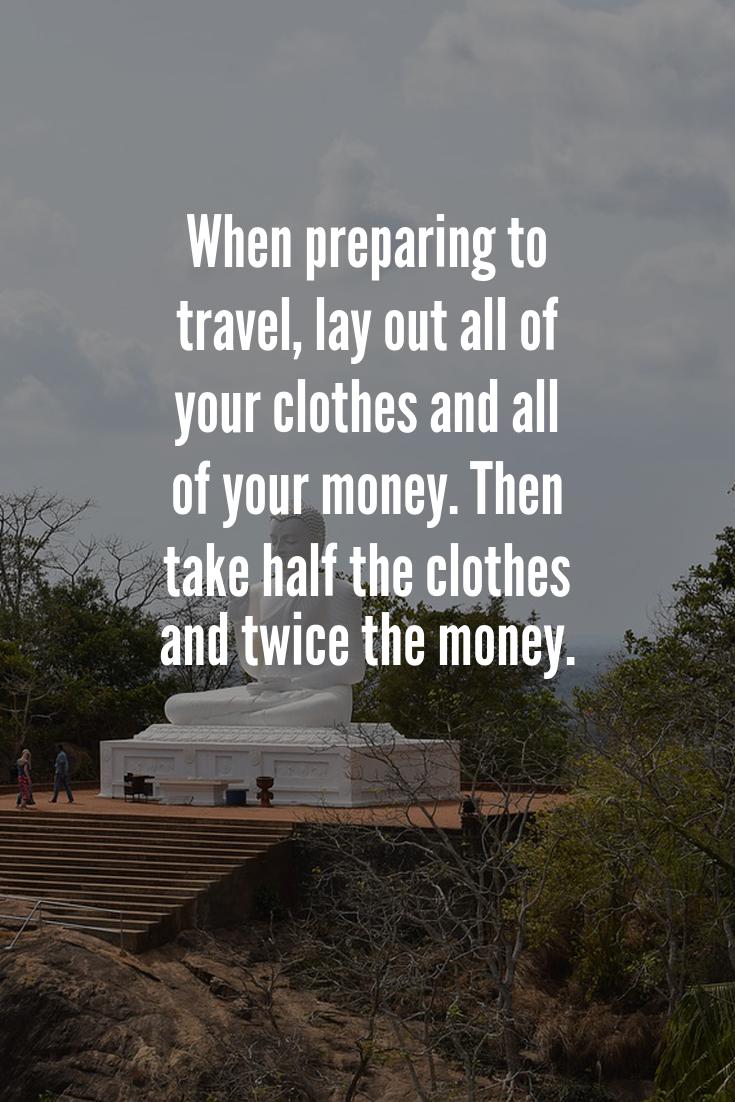 When preparing to
travel, lay out all of
your clothes and all
of your money. Then
take half the clothes
and twice the money.